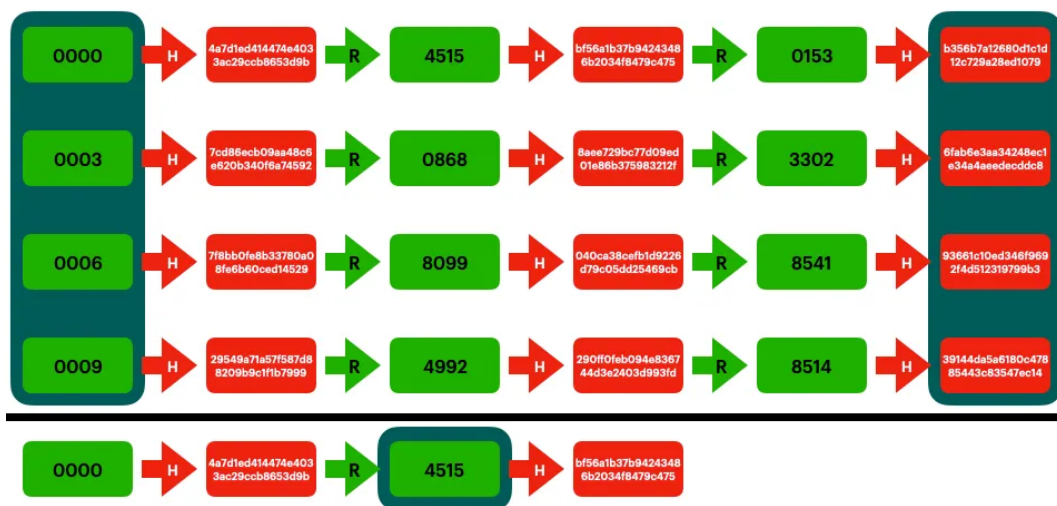 0000 H 4a7d1ed414474e403 R 4515 H bf56a1b37b9424348 R 0153 H b356b7a12680d1c1d
3ac29ccb8653d9b 6b2034f8479c475 12c729a28ed1079
0003 H 7cd86ecb09aa48c6 R 0868 H 8aee729bc77d09ed R 3302 H 6fab6e3aa34248ec1
e620b340f6a74592 01e86b375983212f e34a4aeedecddc8
0006 H 7f8bb0fe8b33780a0 R 8099 H 040ca38cefb1d9226 R 8541 H 93661c10ed346f969
8fe6b60ced14529 d79c05dd25469cb 2f4d512319799b3
0009 H 29549a71a57f587d8 R 4992 H 290ff0feb094e8367 R 8514 H 39144da5a6180c478
8209b9c1f1b7999 44d3e2403d993fd 85443c83547ec14
0000 H 4a7d1ed414474e403 R 4515 H bf56a1b37b9424348
3ac29ccb8653d9b 6b2034f8479c475